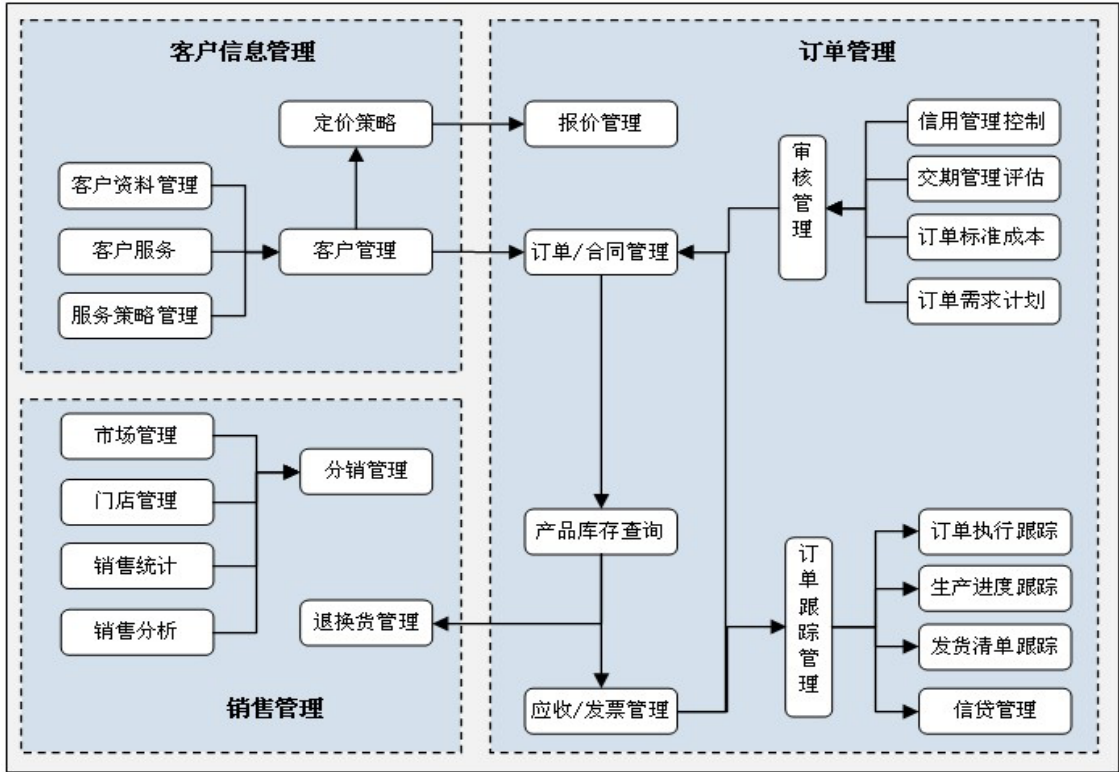 客户信息管理
定价策略
客户资料管理
客户服务
客户管理
服务策略管理
订单管理
报价管理
审核管理
信用管理控制
交期管理评估
订单标准成本
订单需求计划
订单/合同管理
产品库存查询
应收/发票管理
订单跟踪管理
订单执行跟踪
生产进度跟踪
发货清单跟踪
信贷管理
市场管理
门店管理
销售统计
销售分析
分销管理
退换货管理
销售管理